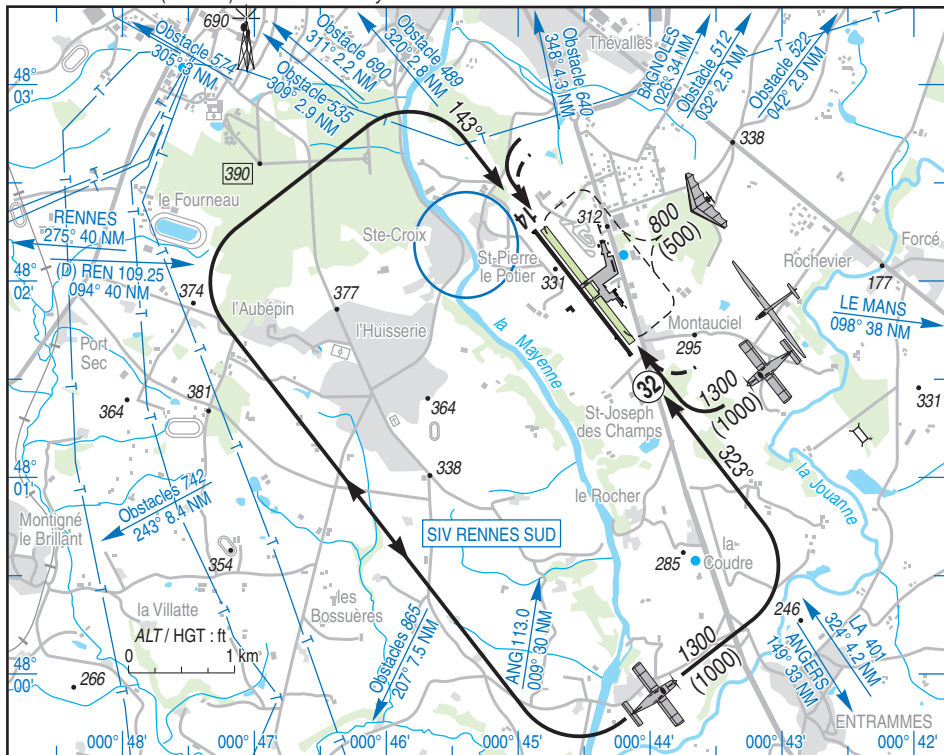 690
Obstacle 574
305° 3 NM
Obstacle 690
311° 2.2 NM
Obstacle 535
309° 2.9 NM
Obstacle 489
320° 2.8 NM
Obstacle 640
348° 4.3 NM
Thévalles
BAGNOLES
026° 34 NM
Obstacle 512
032° 2.5 NM
Obstacle 522
042° 2.9 NM
48°
03'
143°
338
390
le Fourneau
RENNES
275° 40 NM
(D) REN 109.25
094° 40 NM
Ste-Croix
14
312
800
(500)
Forcé
St-Pierre
le Potier
331
Rochevier
177
48°
02'
374
l'Aubépin
377
l'Huisserie
la Mayenne
Montauciel
295
LE MANS
098° 38 NM
Port
Sec
364
381
364
32
1300
(1000)
331
St-Joseph
des Champs
323°
48°
01'
338
Obstacles 742
243° 8.4 NM
le Rocher
la Jouanne
Montigné
le Brillant
SIV RENNES SUD
354
285
la
Coudre
la Villatte
les
Bossuères
246
ALT / HGT : ft
0 1 km
Obstacles 865
207° 7.5 NM
ANG 113.0
009° 30 NM
1300
(1000)
LA 401
324° 4.2 NM
ANGERS
149° 33 NM
48°
00'
266
ENTRAMMES
000° 48' 000° 47' 000° 46' 000° 45' 000° 44' 000° 43' 000° 42'